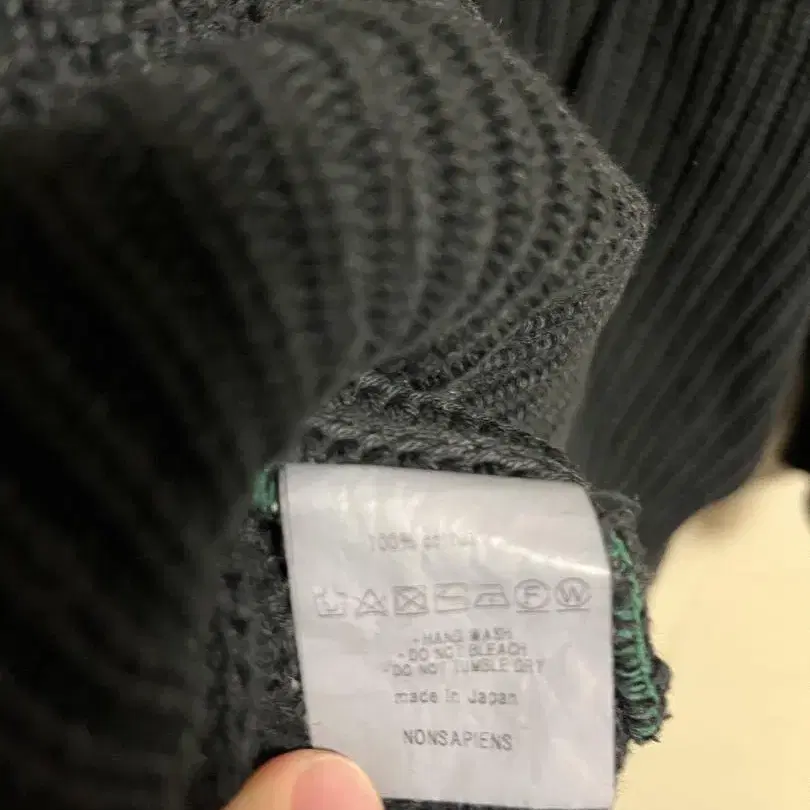 100% cotton
F W
- HAND WASH
- DO NOT BLEACH
- DO NOT TUMBLE DRY
made in Japan
NONSAPIENS